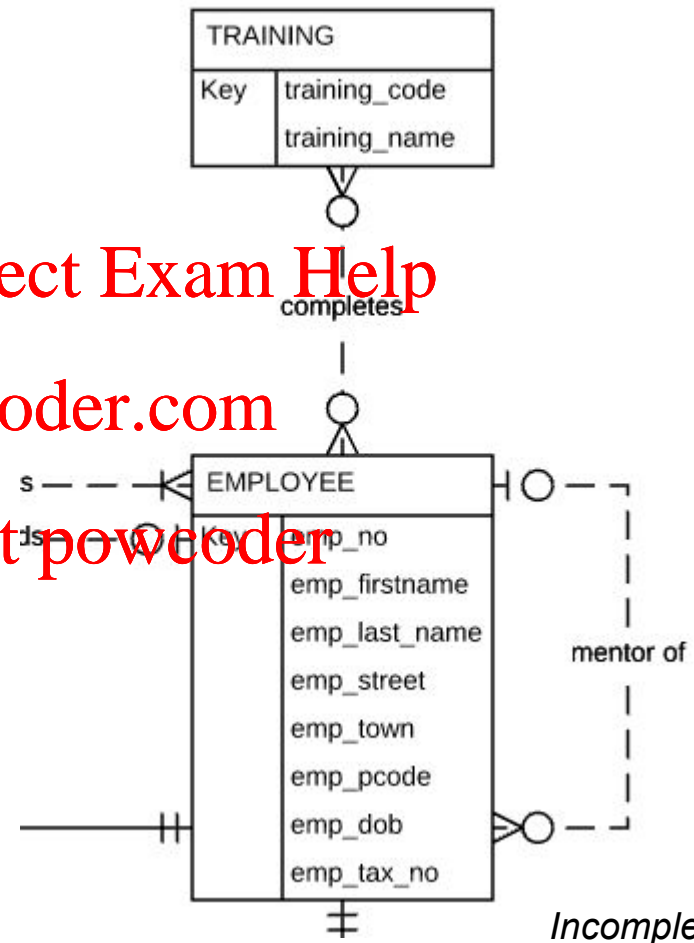 TRAINING
Key training_code
training_name
ect Exam Help
completes
oder.com
s
EMPLOYEE
ds
t powcoder
Key emp_no
emp_firstname
emp_last_name
mentor of
emp_street
emp_town
emp_pcode
emp_dob
emp_tax_no
Incomple